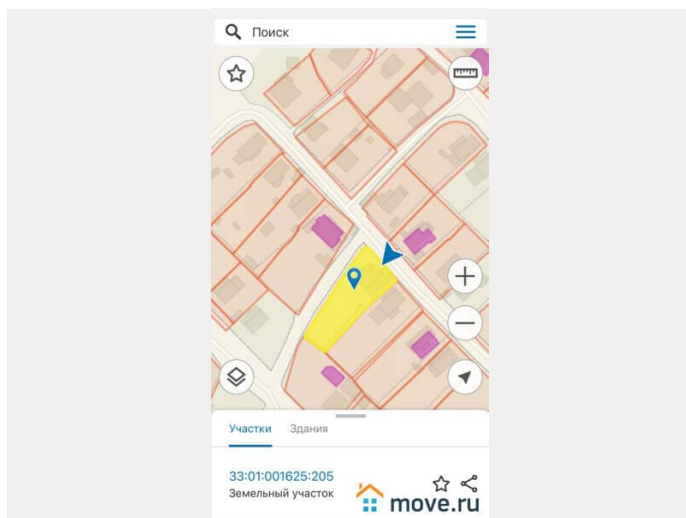 Поиск
Участки Здания
33:01:001625:205
Земельный участок
move.ru